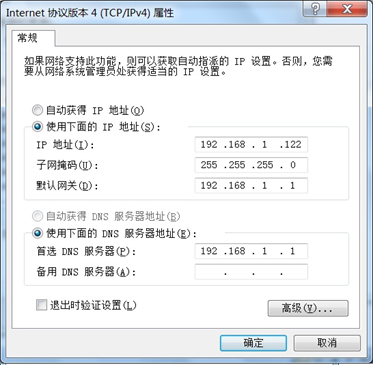 Internet 协议版本 4 (TCP/IPv4) 属性
常规
如果网络支持此功能，则可以获取自动指派的 IP 设置。否则，您需
要从网络系统管理员处获得适当的 IP 设置。
自动获得 IP 地址(O)
使用下面的 IP 地址(S):
IP 地址(I): 192 .168 . 1 .122
子网掩码(U): 255 .255 .255 . 0
默认网关(D): 192 .168 . 1 . 1
自动获得 DNS 服务器地址(B)
使用下面的 DNS 服务器地址(E):
首选 DNS 服务器(P): 192 .168 . 1 . 1
备用 DNS 服务器(A): . . .
退出时验证设置(L)
高级(V)...
确定
取消